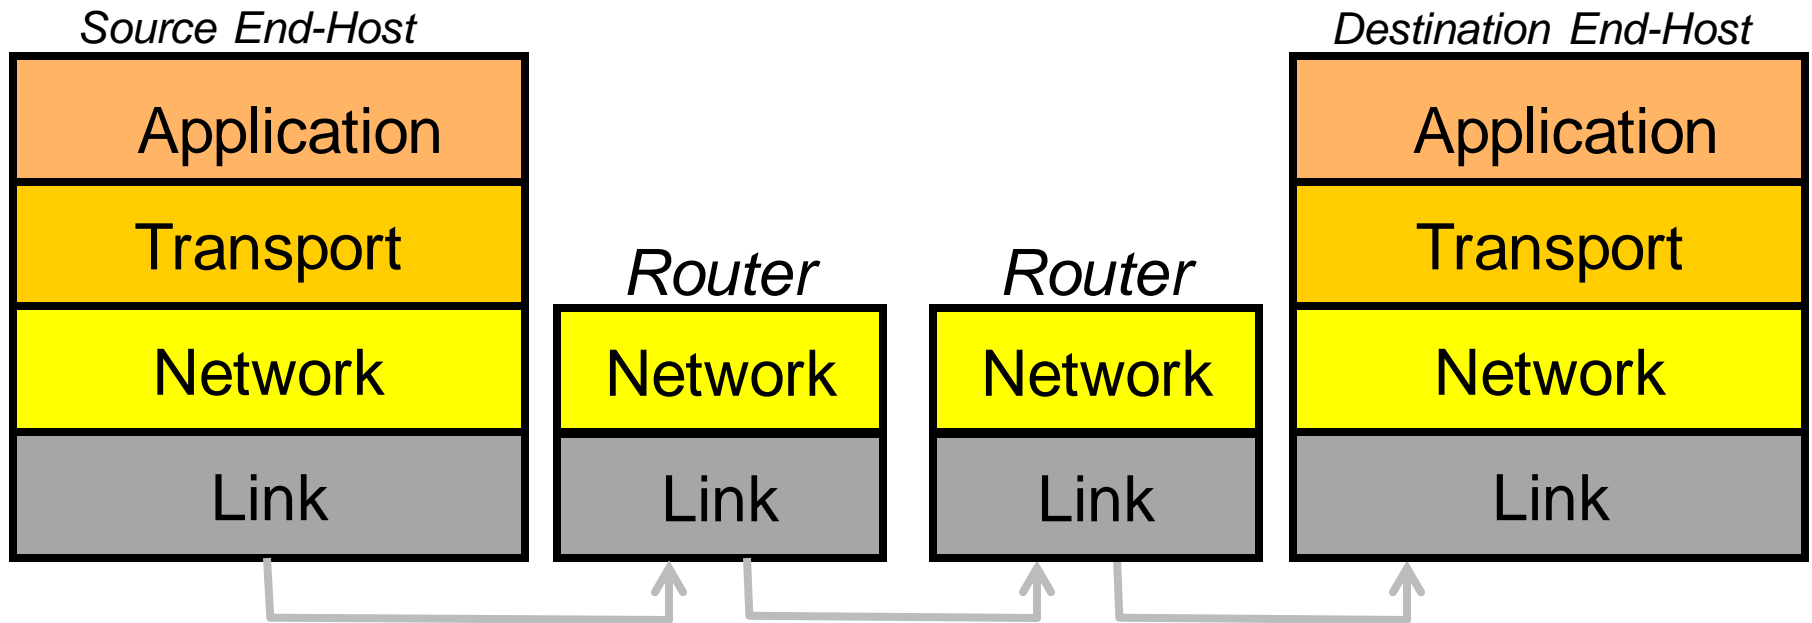 Source End-Host
Application
Transport
Network
Link
Router
Network
Link
Router
Network
Link
Destination End-Host
Application
Transport
Network
Link